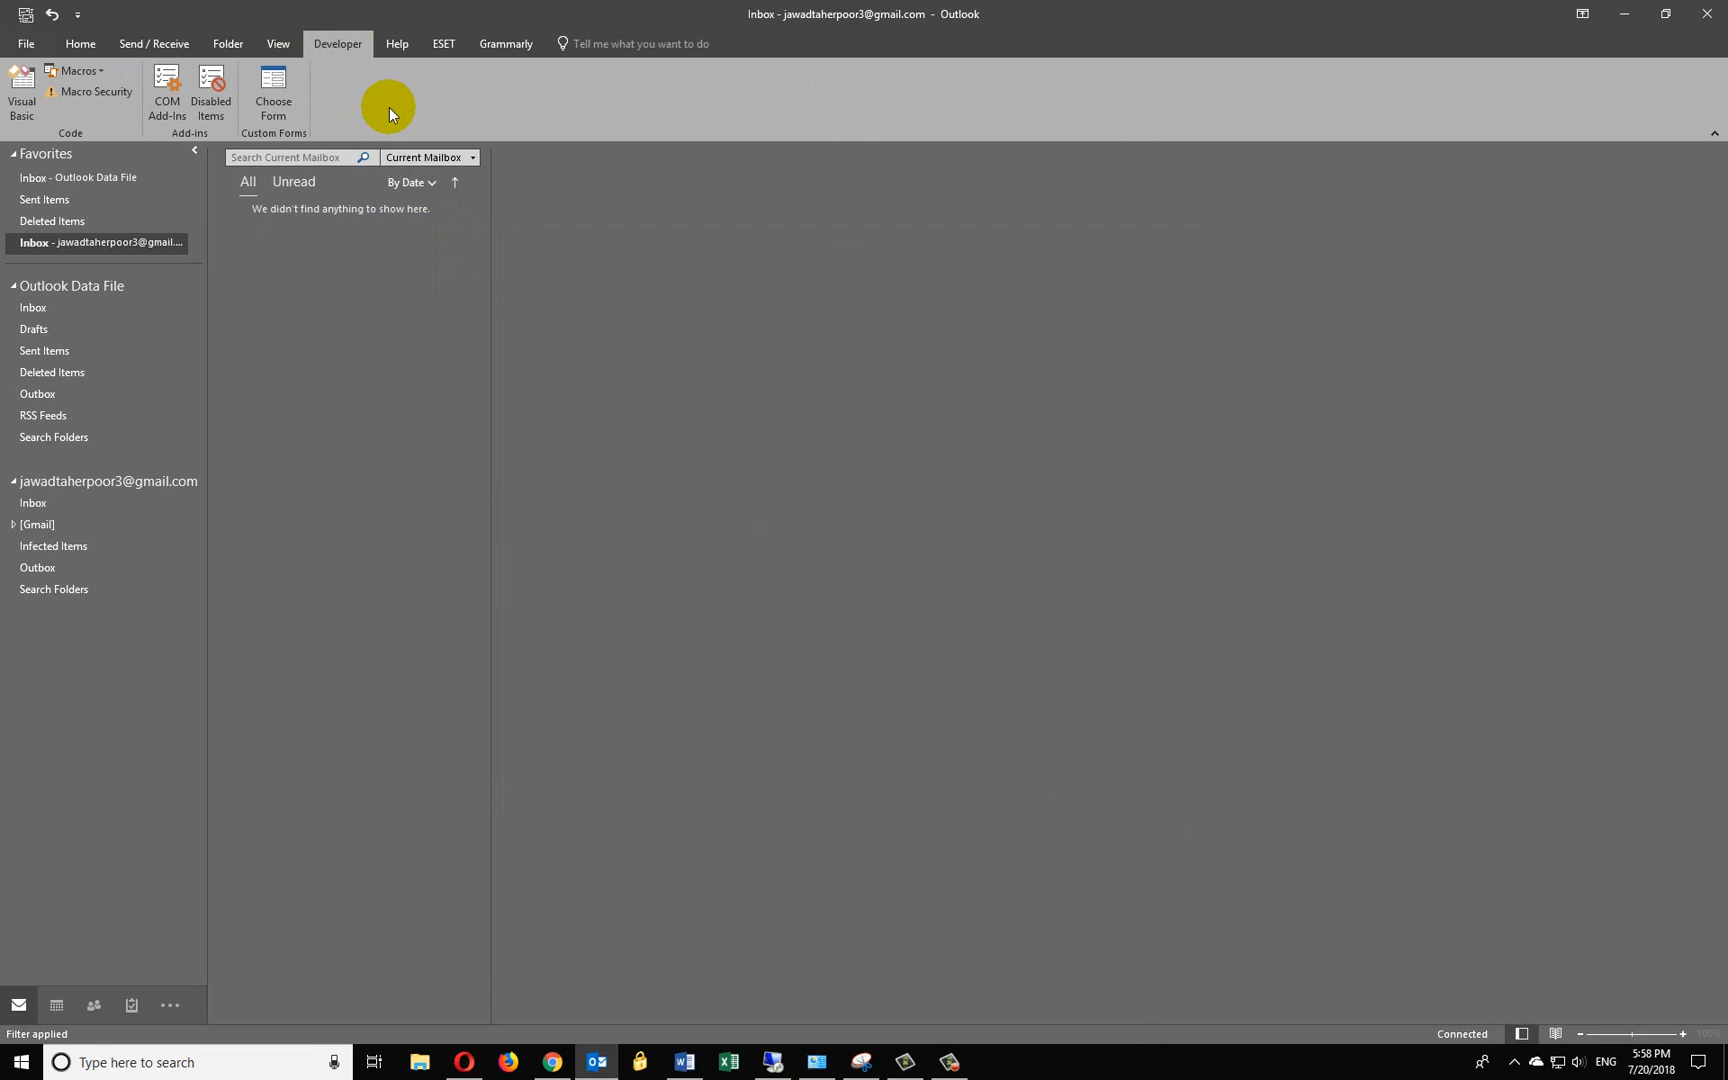 Inbox - jawadtaherpoor3@gmail.com - Outlook
File Home Send / Receive Folder View Developer Help ESET Grammarly Tell me what you want to do
Visual Basic
Macros
Macro Security
Code
COM Add-Ins
Disabled Items
Add-ins
Choose Form
Custom Forms
Favorites
Inbox - Outlook Data File
Sent Items
Deleted Items
Inbox - jawadtaherpoor3@gmail....
Outlook Data File
Inbox
Drafts
Sent Items
Deleted Items
Outbox
RSS Feeds
Search Folders
jawadtaherpoor3@gmail.com
Inbox
[Gmail]
Infected Items
Outbox
Search Folders
Search Current Mailbox Current Mailbox
All Unread By Date
We didn't find anything to show here.
Filter applied Connected 100%
Type here to search
ENG
5:58 PM
7/20/2018